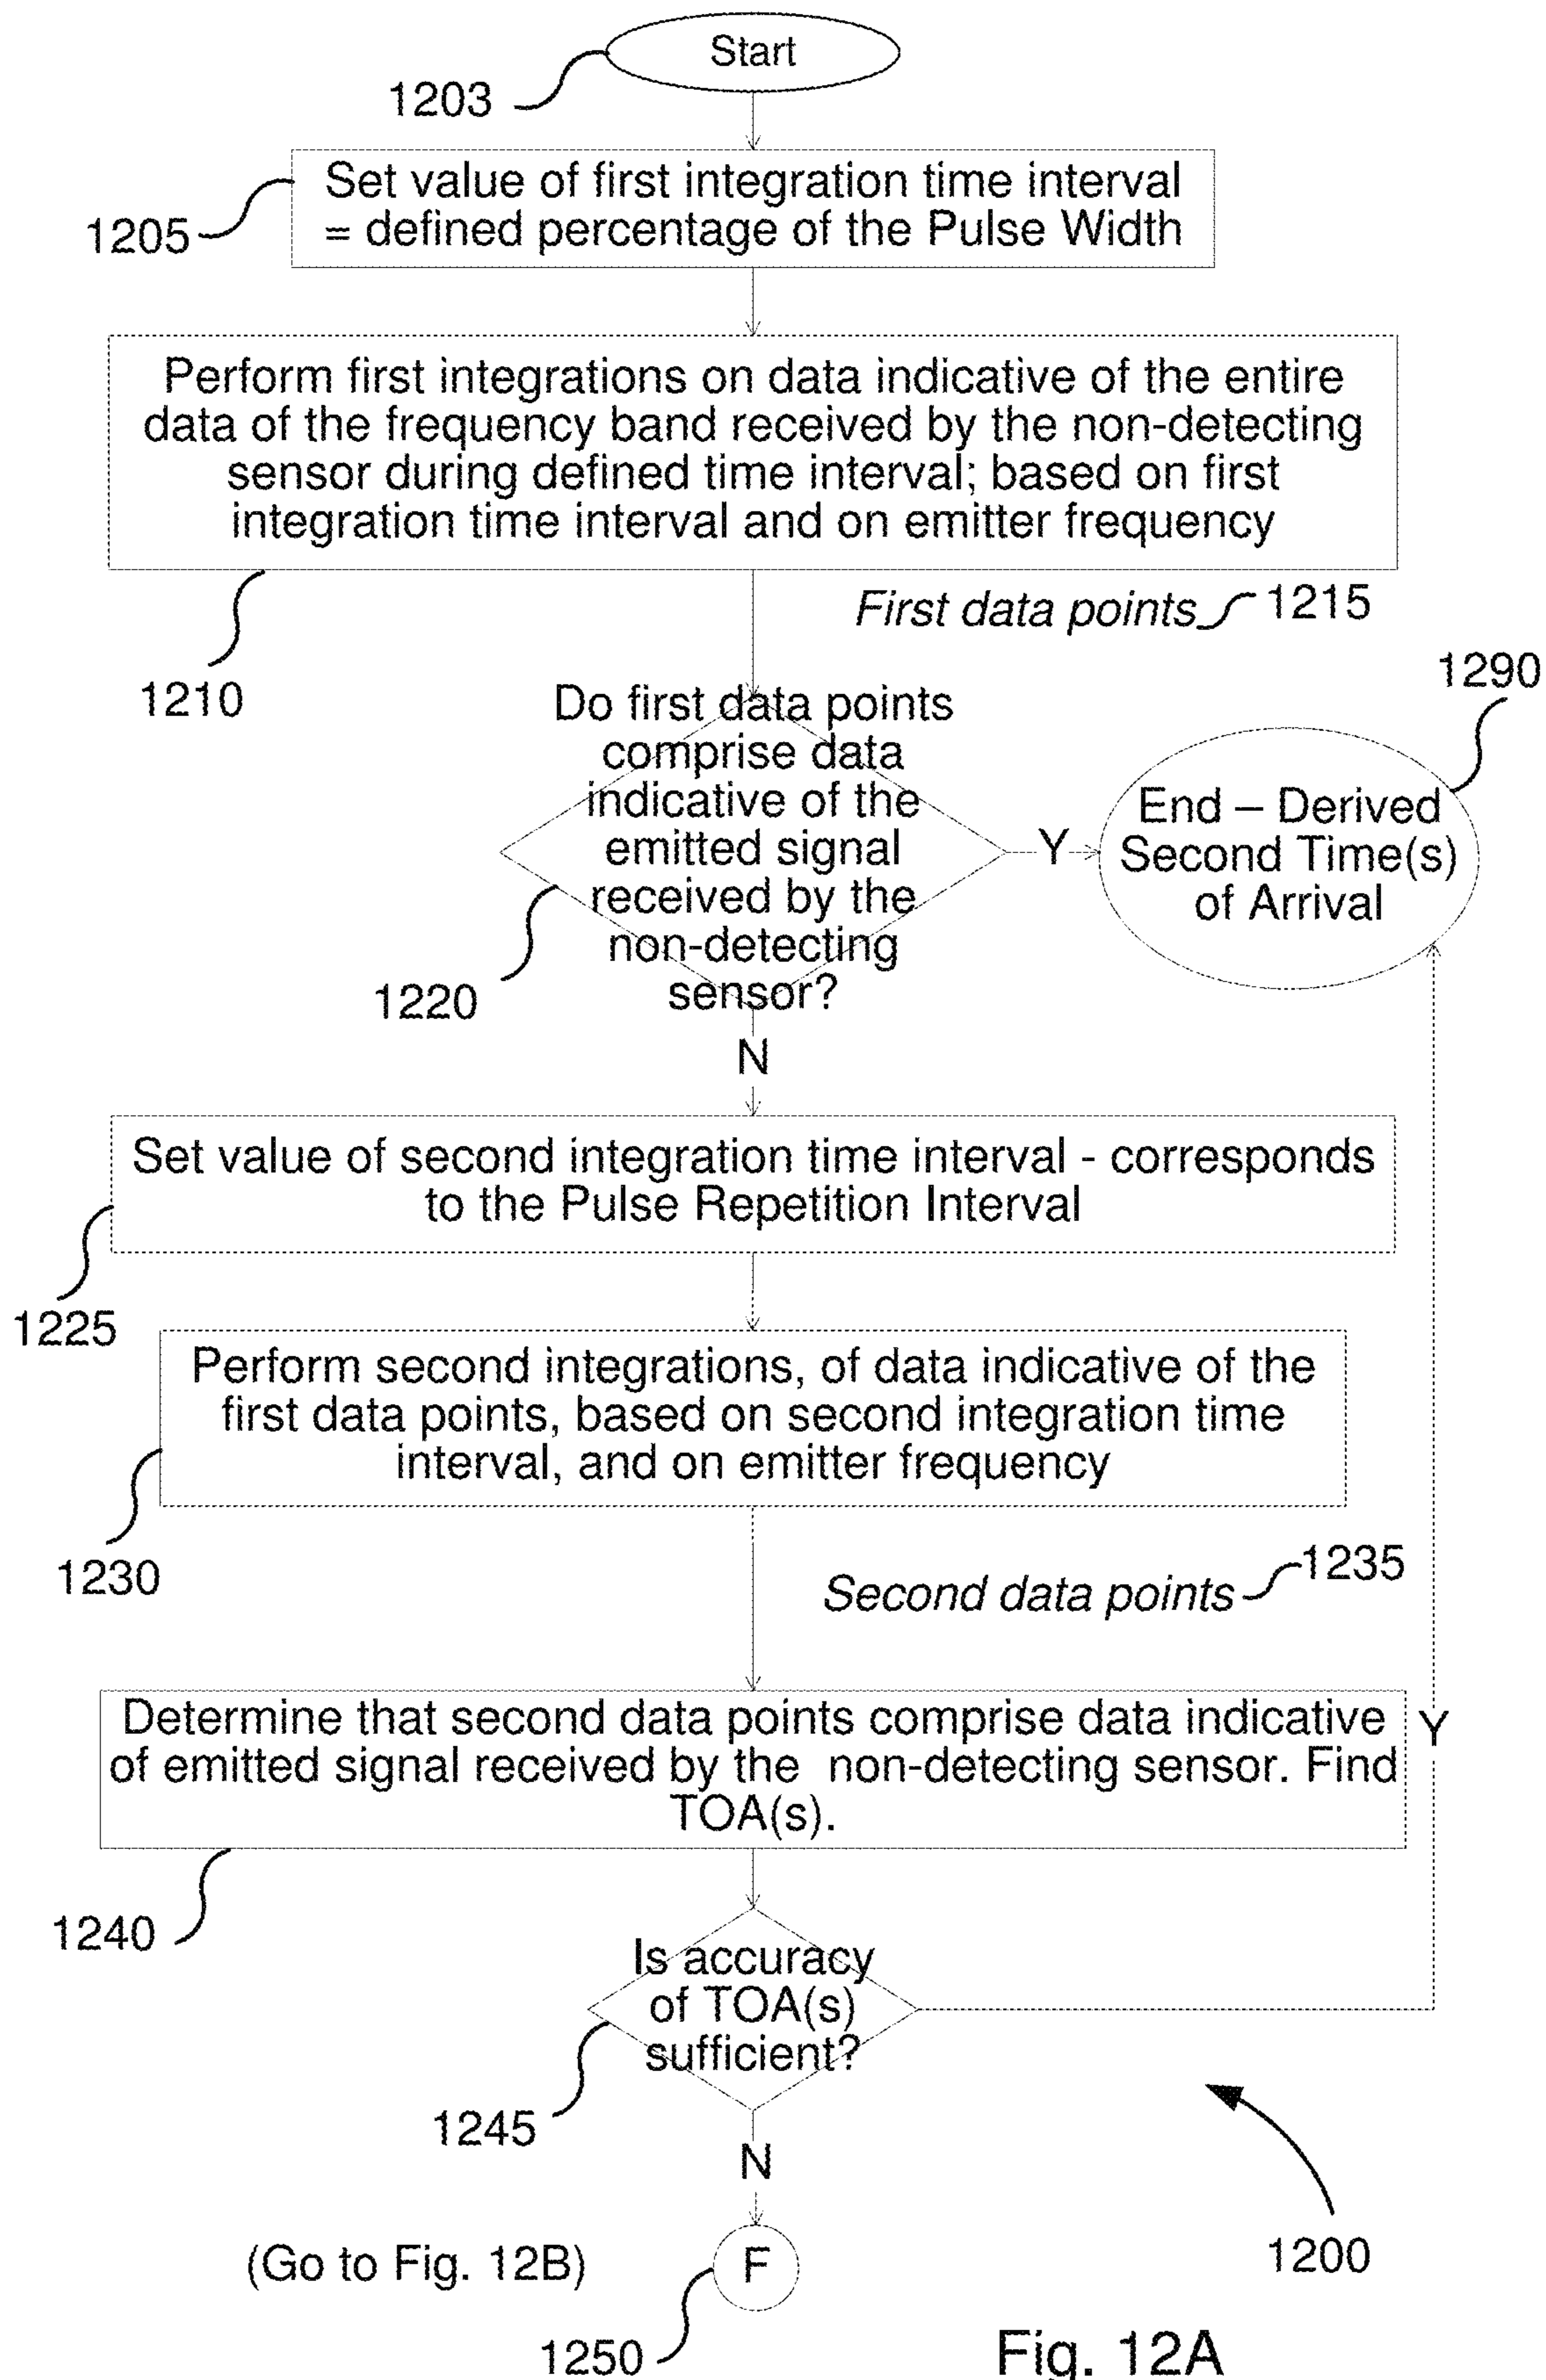 Start
1203
Set value of first integration time interval
= defined percentage of the Pulse Width
1205
Perform first integrations on data indicative of the entire
data of the frequency band received by the non-detecting
sensor during defined time interval; based on first
integration time interval and on emitter frequency
First data points 1215
1210
1290
Do first data points
comprise data
indicative of the
emitted signal
received by the
non-detecting
sensor?
Y
End – Derived
Second Time(s)
of Arrival
1220
N
Set value of second integration time interval - corresponds
to the Pulse Repetition Interval
1225
Perform second integrations, of data indicative of the
first data points, based on second integration time
interval, and on emitter frequency
1230
1235
Second data points
Determine that second data points comprise data indicative
of emitted signal received by the non-detecting sensor. Find
TOA(s).
Y
1240
Is accuracy
of TOA(s)
sufficient?
1245
N
(Go to Fig. 12B)
F
1200
1250
Fig. 12A